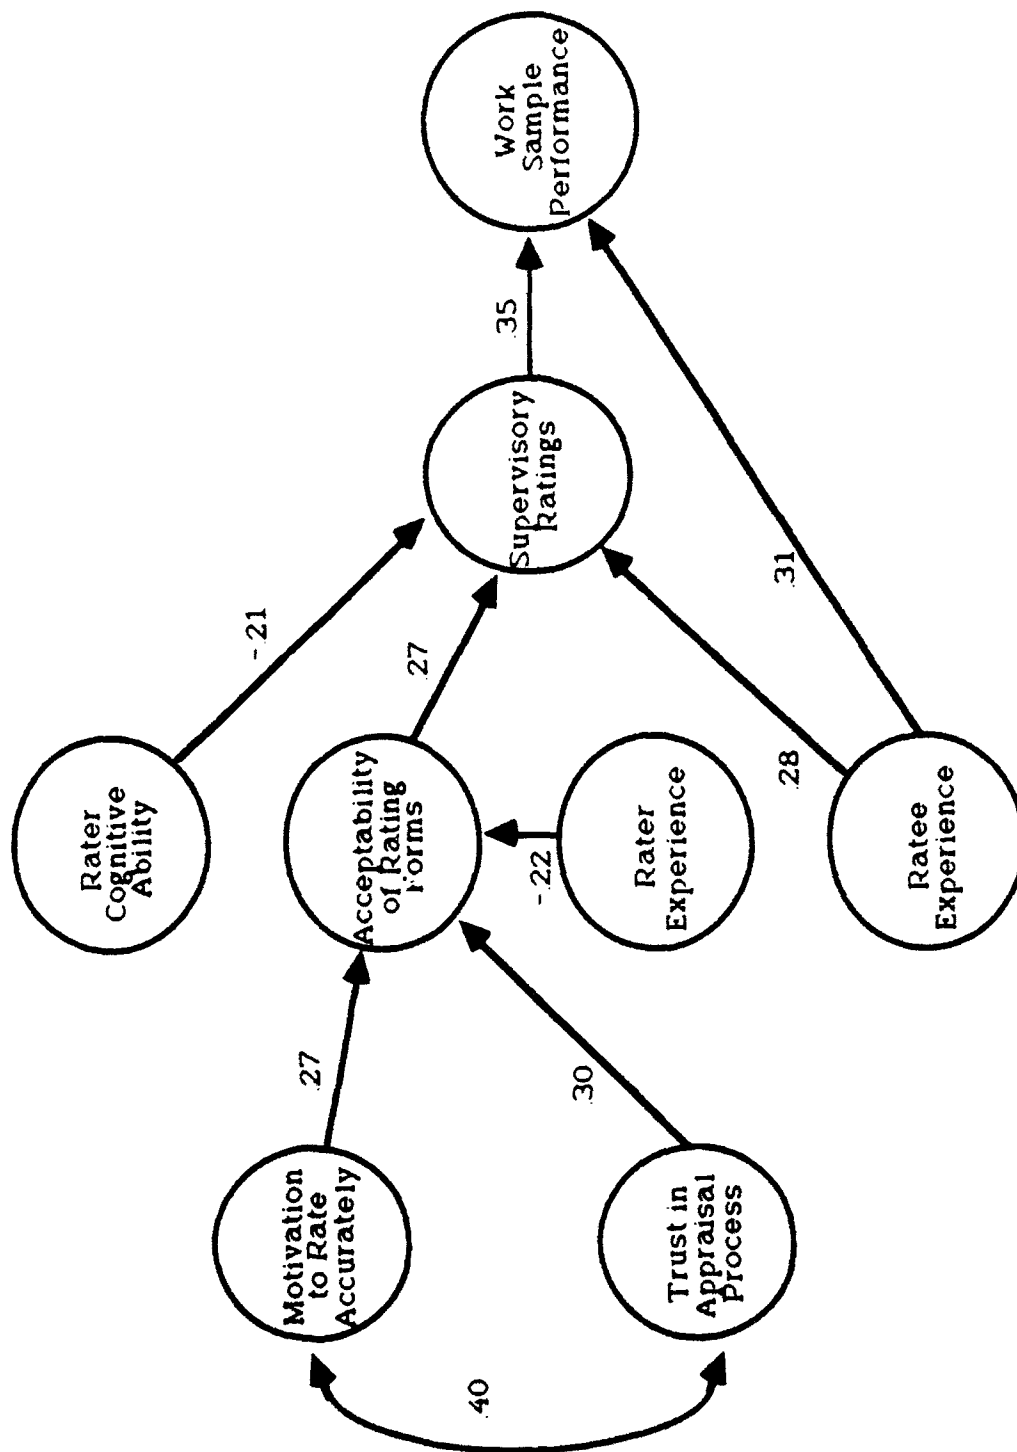 .40
Motivation
to Rate
Accurately
Trust in
Appraisal
Process
.27
.30
Rater
Cognitive
Ability
Acceptability
of Rating
Forms
-.22
Rater
Experience
Ratee
Experience
-.21
.27
.28
.31
Supervisory
Ratings
.35
Work
Sample
Performance